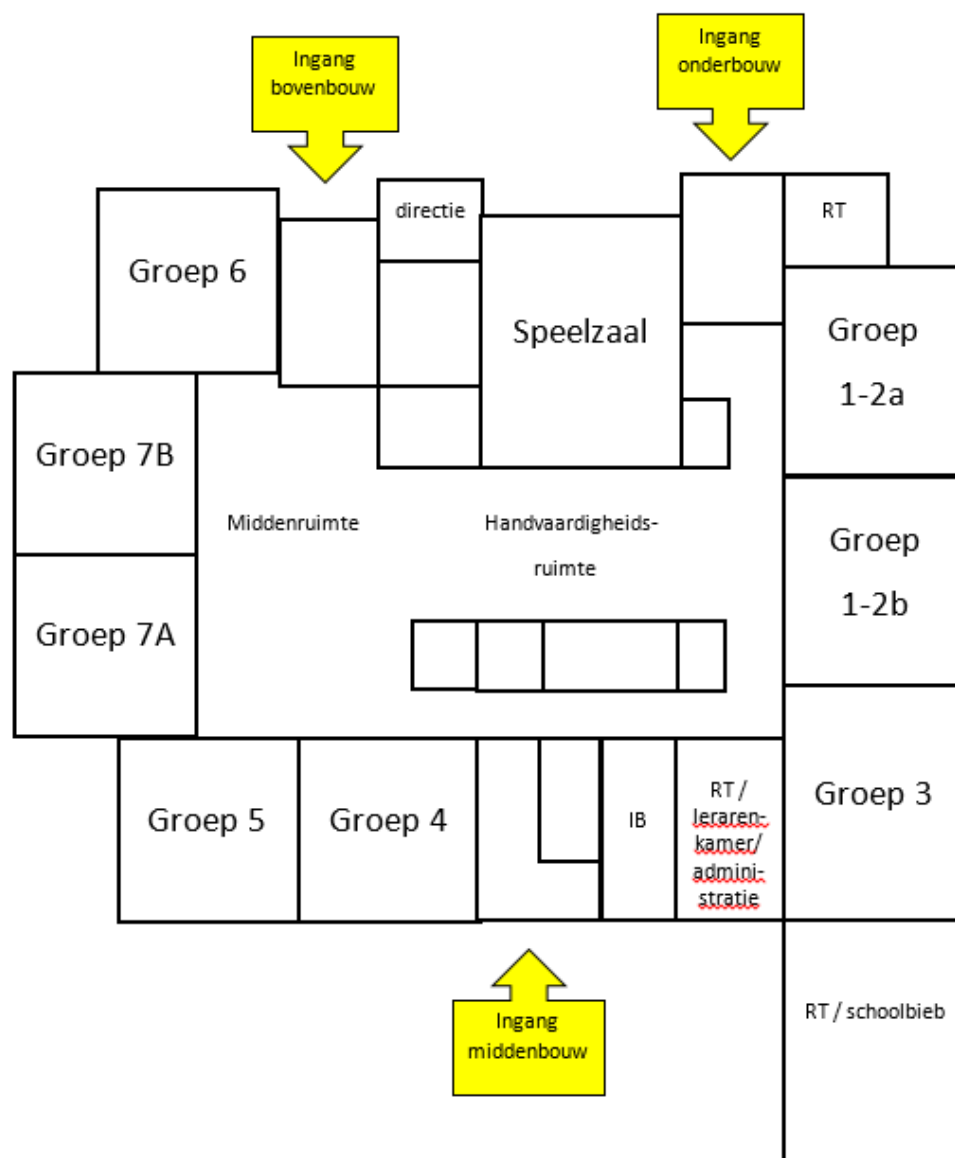 Ingang
bovenbouw
Ingang
onderbouw
directie
RT
Groep 6
Speelzaal
Groep
1-2a
Groep 7B
Middenruimte
Handvaardigheids-
ruimte
Groep
1-2b
Groep 7A
Groep 5
Groep 4
IB
RT /
leraren-
kamer/
admini-
stratie
Groep 3
Ingang
middenbouw
RT / schoolbieb